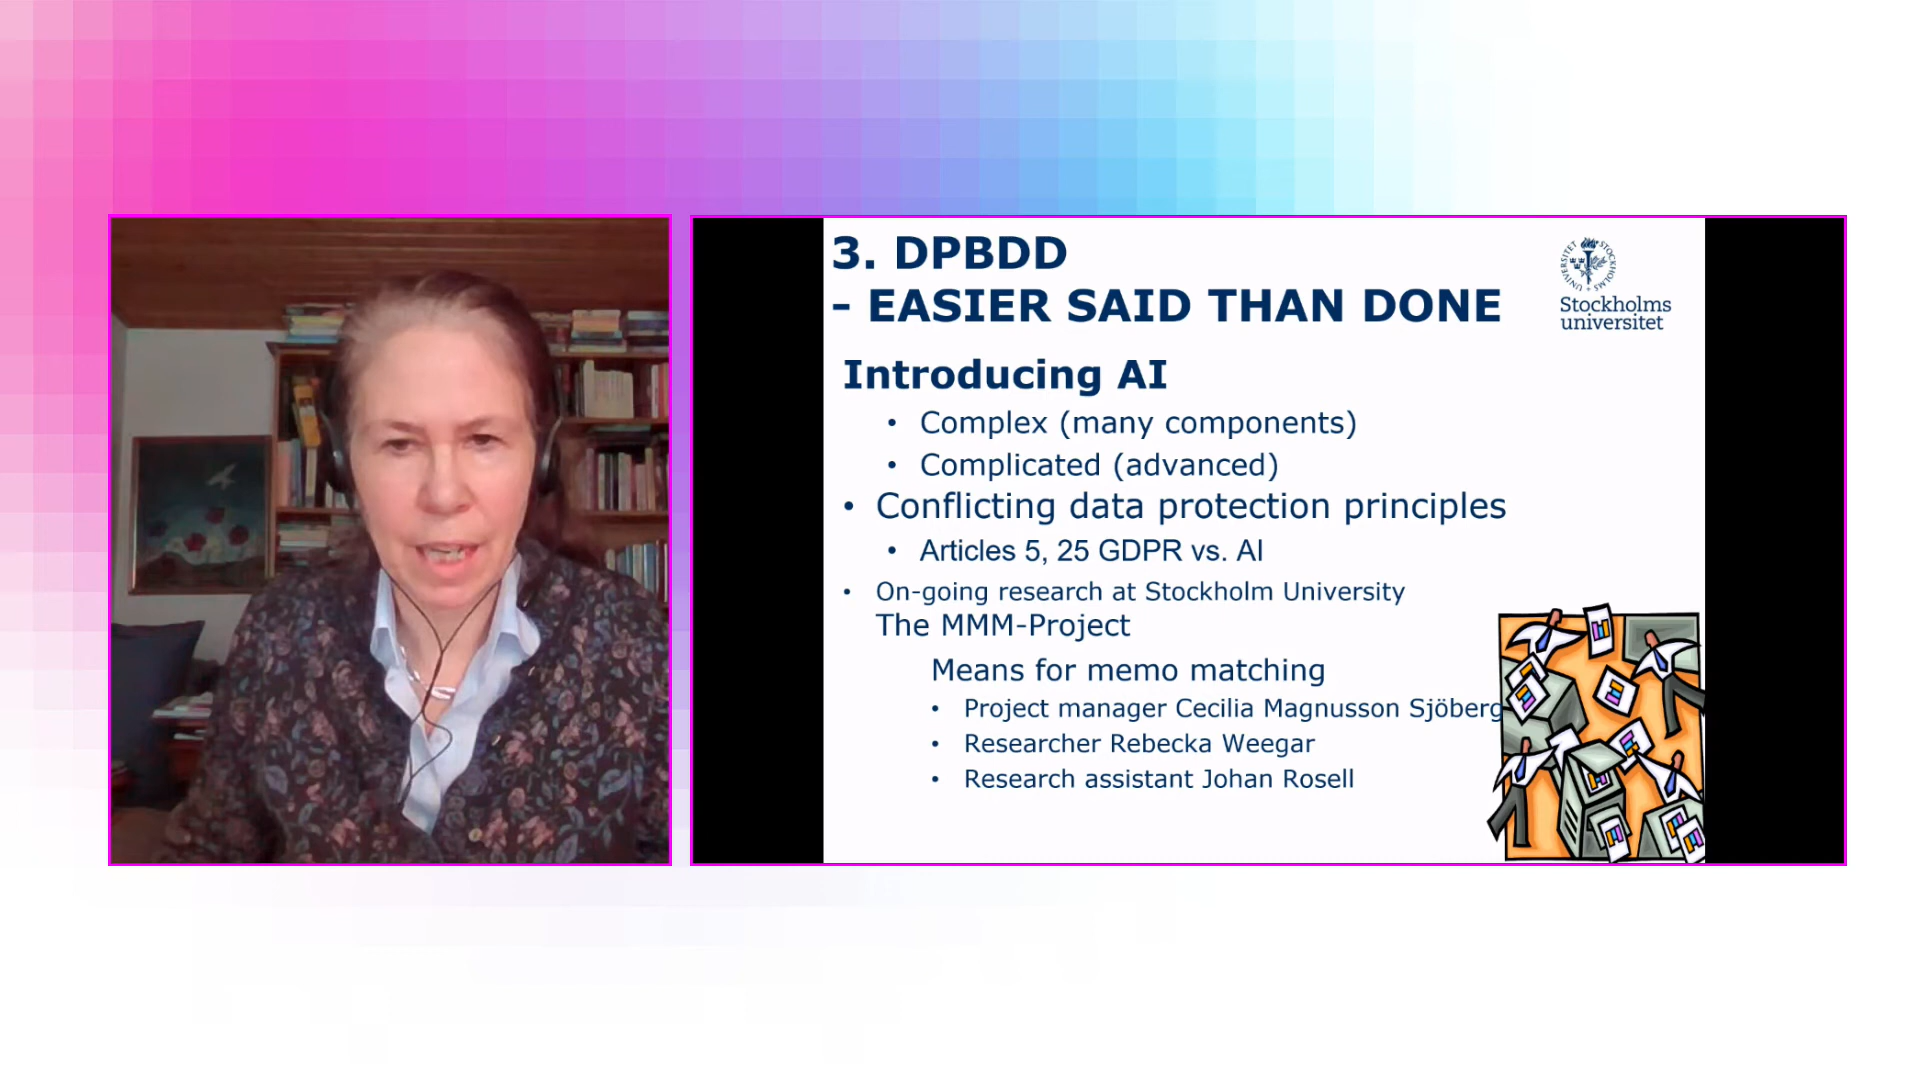 3. DPBDD
– EASIER SAID THAN DONE
Stockholms
universitet
Introducing AI
• Complex (many components)
• Complicated (advanced)
• Conflicting data protection principles
• Articles 5, 25 GDPR vs. AI
• On-going research at Stockholm University
The MMM-Project
Means for memo matching
• Project manager Cecilia Magnusson Sjöberg
• Researcher Rebecka Weegar
• Research assistant Johan Rosell